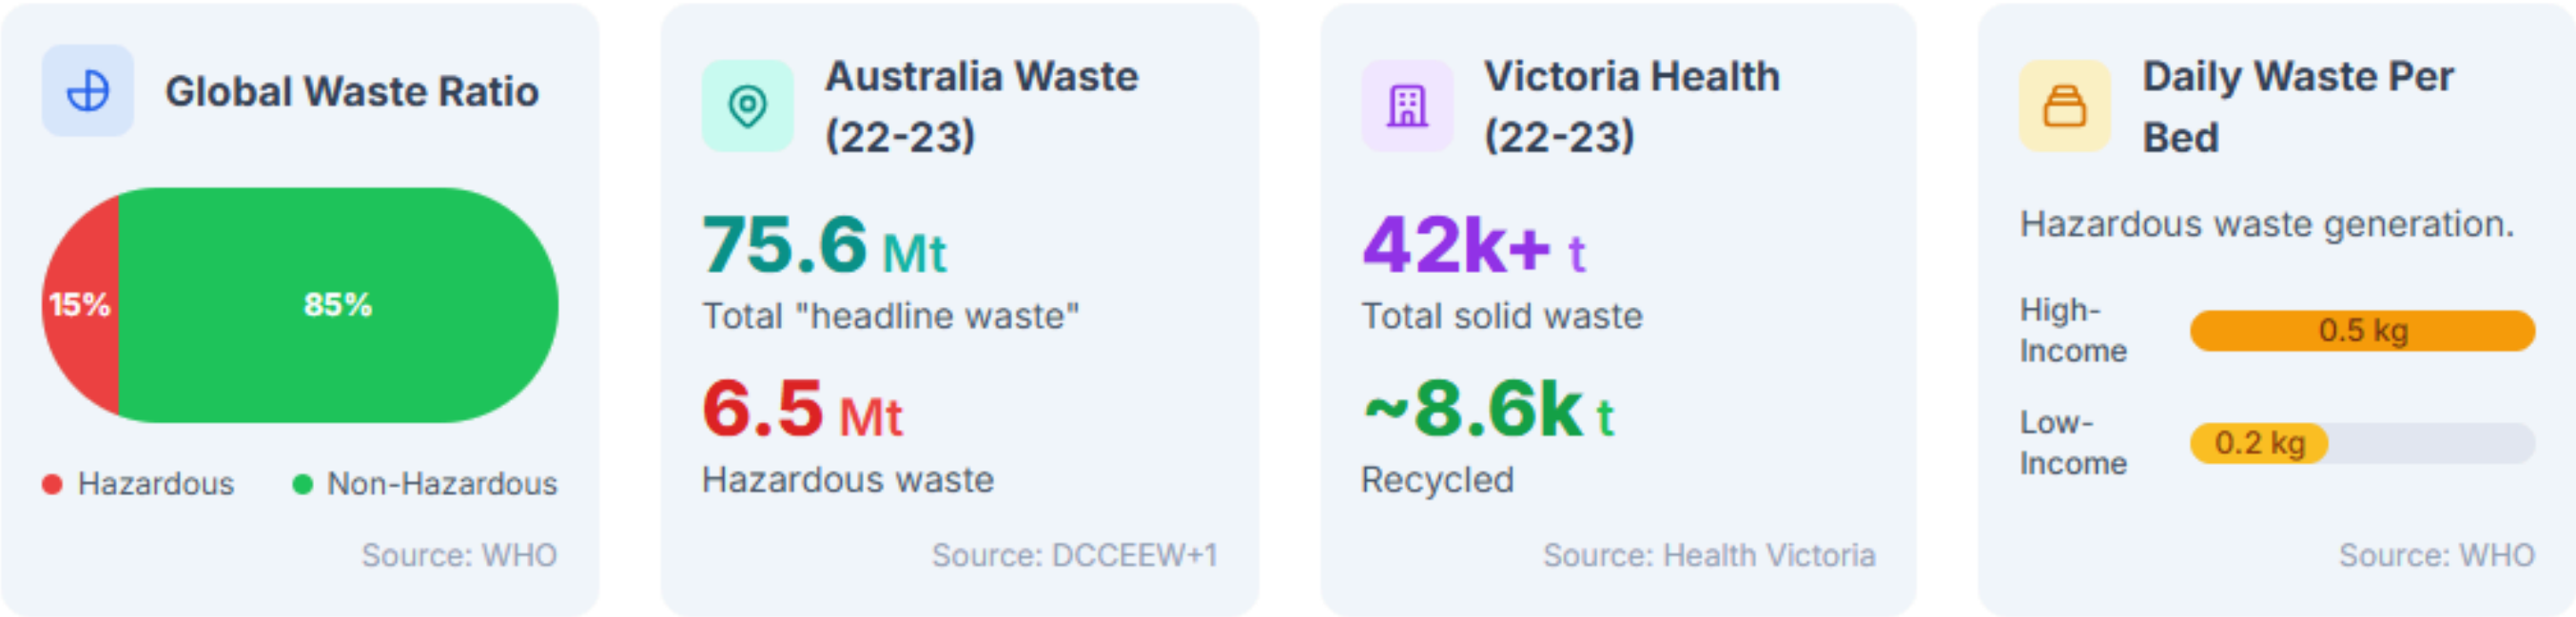 Global Waste Ratio
15%
85%
Hazardous
Non-Hazardous
Source: WHO
Australia Waste
(22-23)
75.6 Mt
Total "headline waste"
6.5 Mt
Hazardous waste
Source: DCCEEW+1
Victoria Health
(22-23)
42k+ t
Total solid waste
~8.6k t
Recycled
Source: Health Victoria
Daily Waste Per
Bed
Hazardous waste generation.
High-
Income
0.5 kg
Low-
Income
0.2 kg
Source: WHO